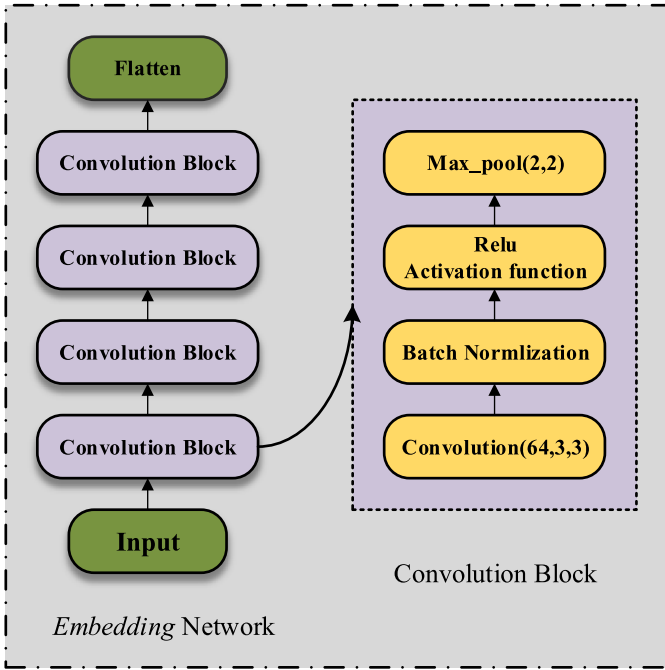 Flatten
Convolution Block
Convolution Block
Convolution Block
Convolution Block
Input
Embedding Network
Max_pool(2,2)
Relu
Activation function
Batch Normlization
Convolution(64,3,3)
Convolution Block